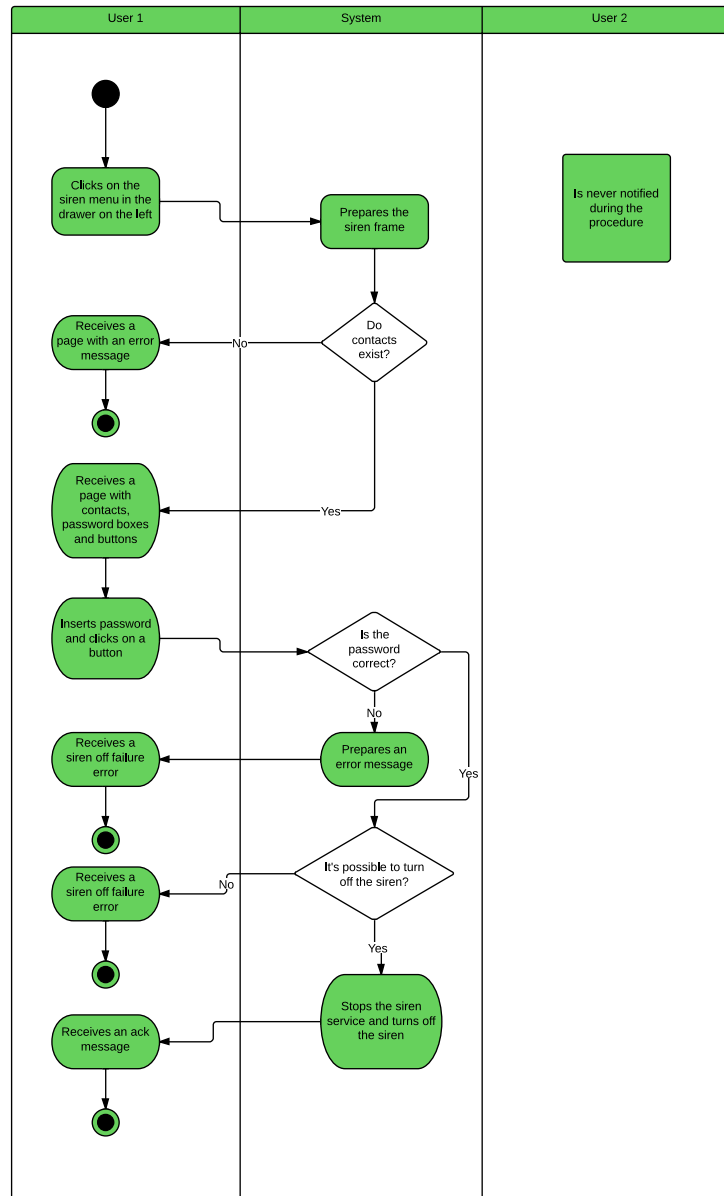 User 1
System
User 2
Clicks on the
siren menu in the
drawer on the left
Prepares the
siren frame
Is never notified
during the
procedure
Do
contacts
exist?
No
Receives a
page with an error
message
Yes
Receives a
page with
contacts,
password boxes
and buttons
Inserts password
and clicks on a
button
Is the
password
correct?
No
Prepares an
error message
Yes
Receives a
siren off failure
error
It's possible to turn
off the siren?
No
Receives a
siren off failure
error
Yes
Stops the siren
service and turns off
the siren
Receives an ack
message